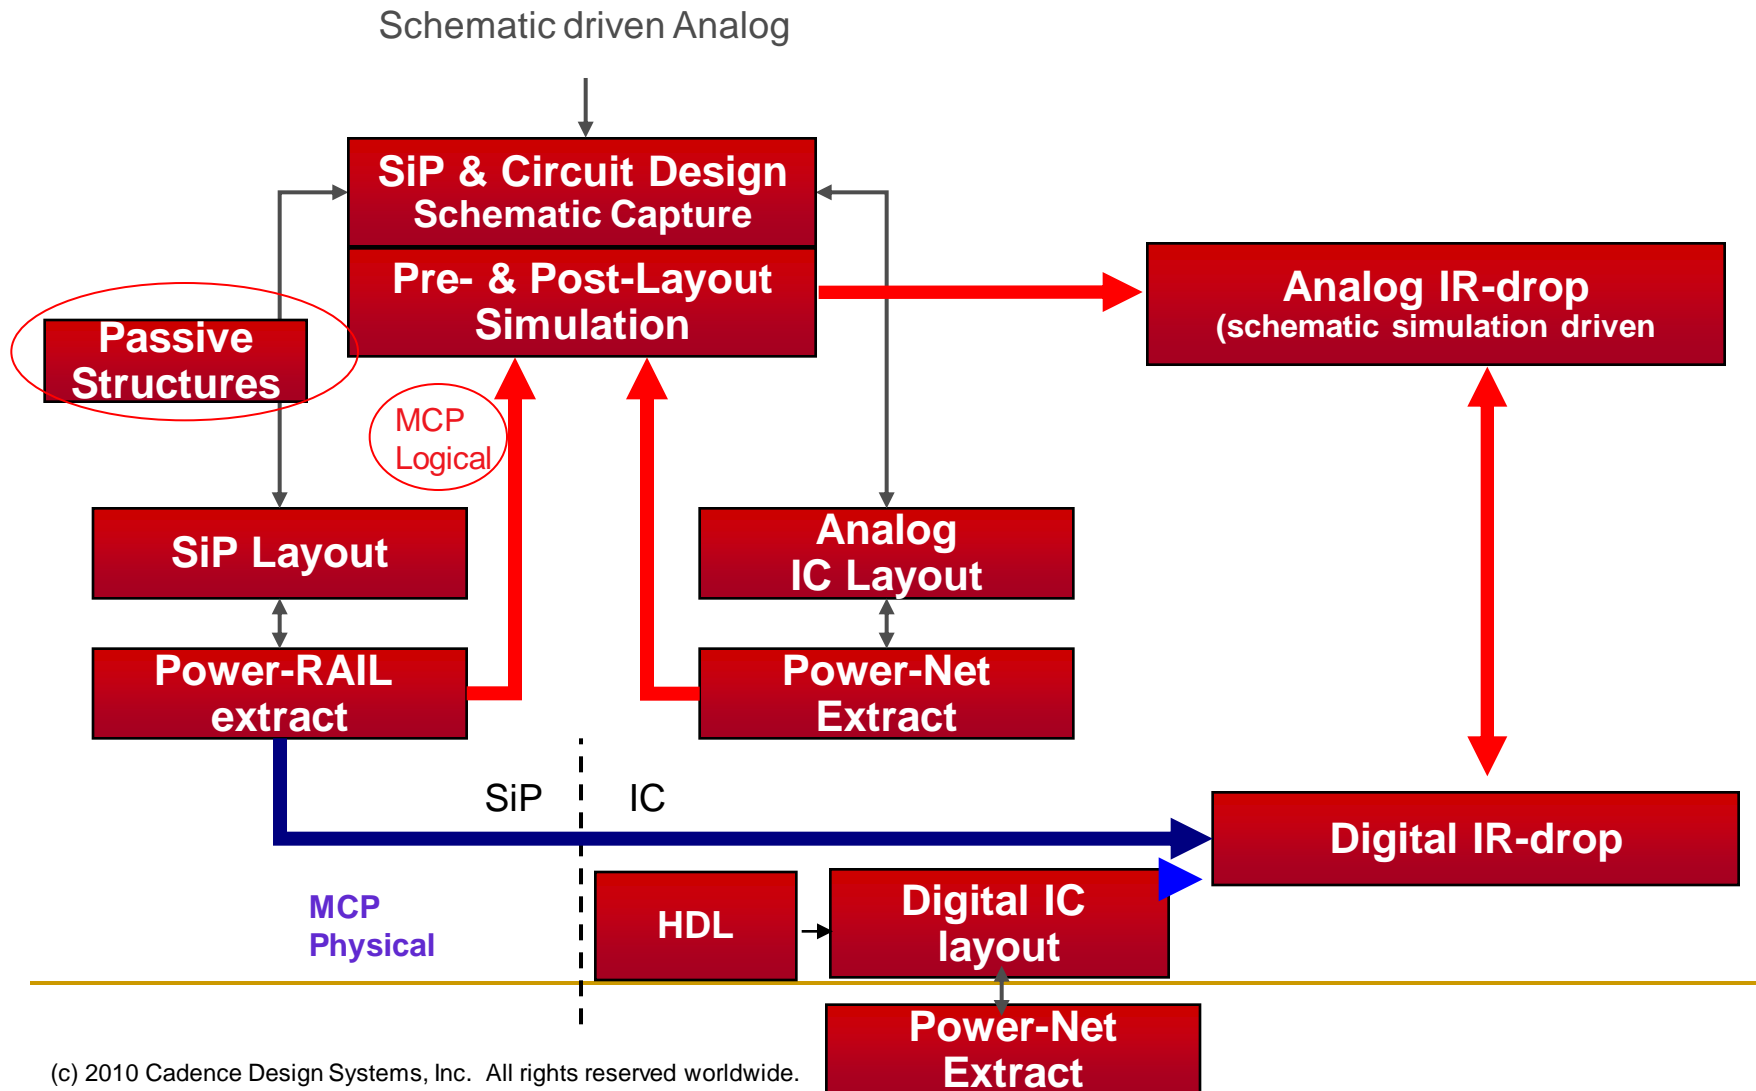 Schematic driven Analog
SiP & Circuit Design
Schematic Capture
Pre- & Post-Layout
Simulation
Analog IR-drop
(schematic simulation driven
Passive
Structures
MCP
Logical
SiP Layout
Analog
IC Layout
Power-RAIL
extract
Power-Net
Extract
SiP
IC
Digital IR-drop
MCP
Physical
HDL
Digital IC
layout
Power-Net
Extract
(c) 2010 Cadence Design Systems, Inc. All rights reserved worldwide.